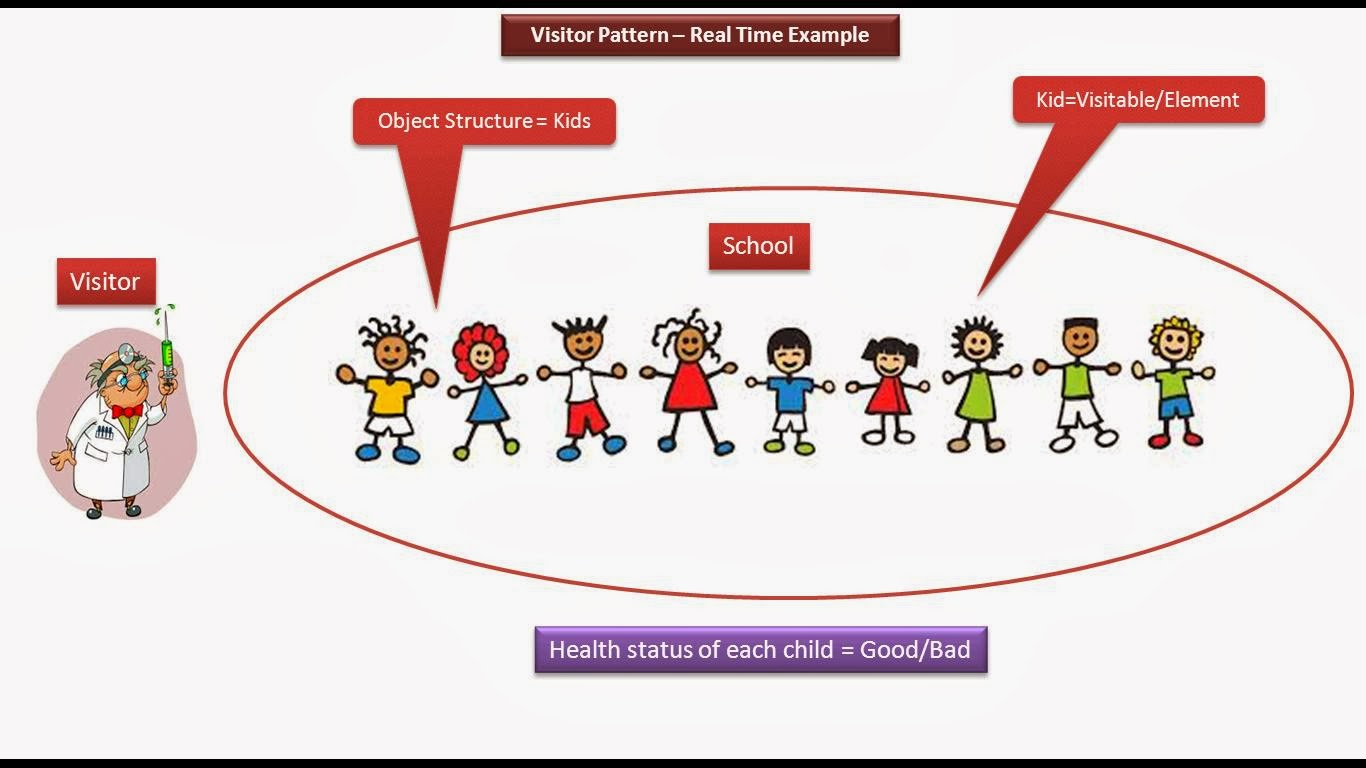 Visitor Pattern – Real Time Example
Object Structure = Kids
Kid=Visitable/Element
School
Visitor
Health status of each child = Good/Bad